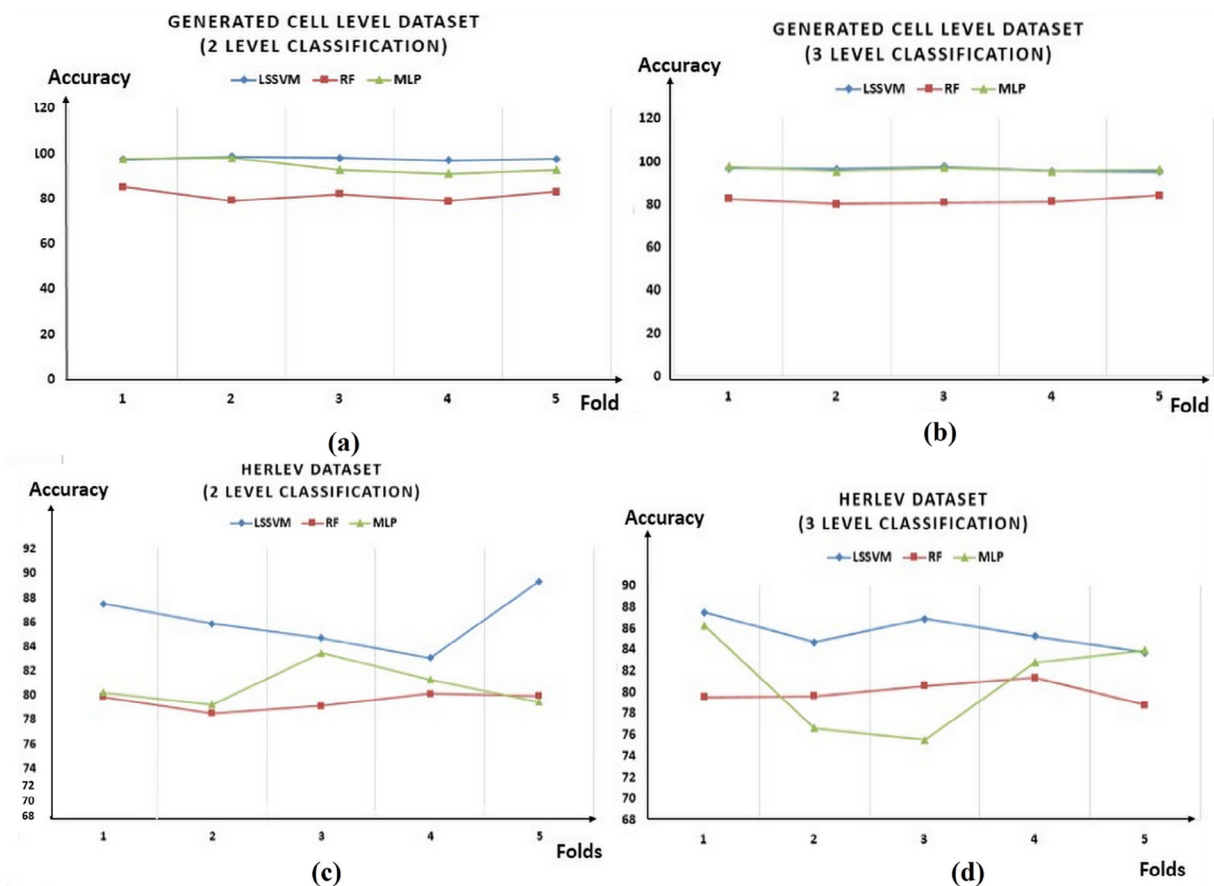 GENERATED CELL LEVEL DATASET
(2 LEVEL CLASSIFICATION)
Accuracy
LSSVM RF MLP
120
100
80
60
40
20
0
1 2 3 4 5
Fold
(a)
GENERATED CELL LEVEL DATASET
(3 LEVEL CLASSIFICATION)
Accuracy
LSSVM RF MLP
120
100
80
60
40
20
0
1 2 3 4 5
Fold
(b)
HERLEV DATASET
(2 LEVEL CLASSIFICATION)
Accuracy
LSSVM RF MLP
92
90
88
86
84
82
80
78
76
74
72
70
68
1 2 3 4 5
Folds
(c)
HERLEV DATASET
(3 LEVEL CLASSIFICATION)
Accuracy
LSSVM RF MLP
90
88
86
84
82
80
78
76
74
72
70
68
1 2 3 4 5
Folds
(d)